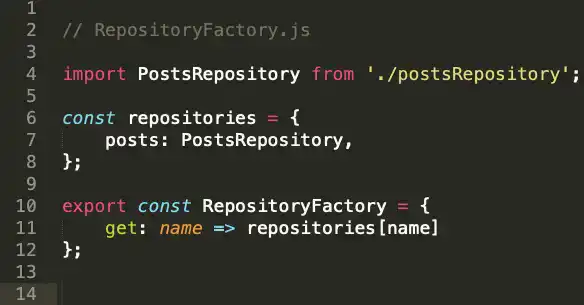 1
2 // RepositoryFactory.js
3
4 import PostsRepository from './postsRepository';
5
6 const repositories = {
7     posts: PostsRepository,
8 };
9
10 export const RepositoryFactory = {
11     get: name => repositories[name]
12 };
13
14